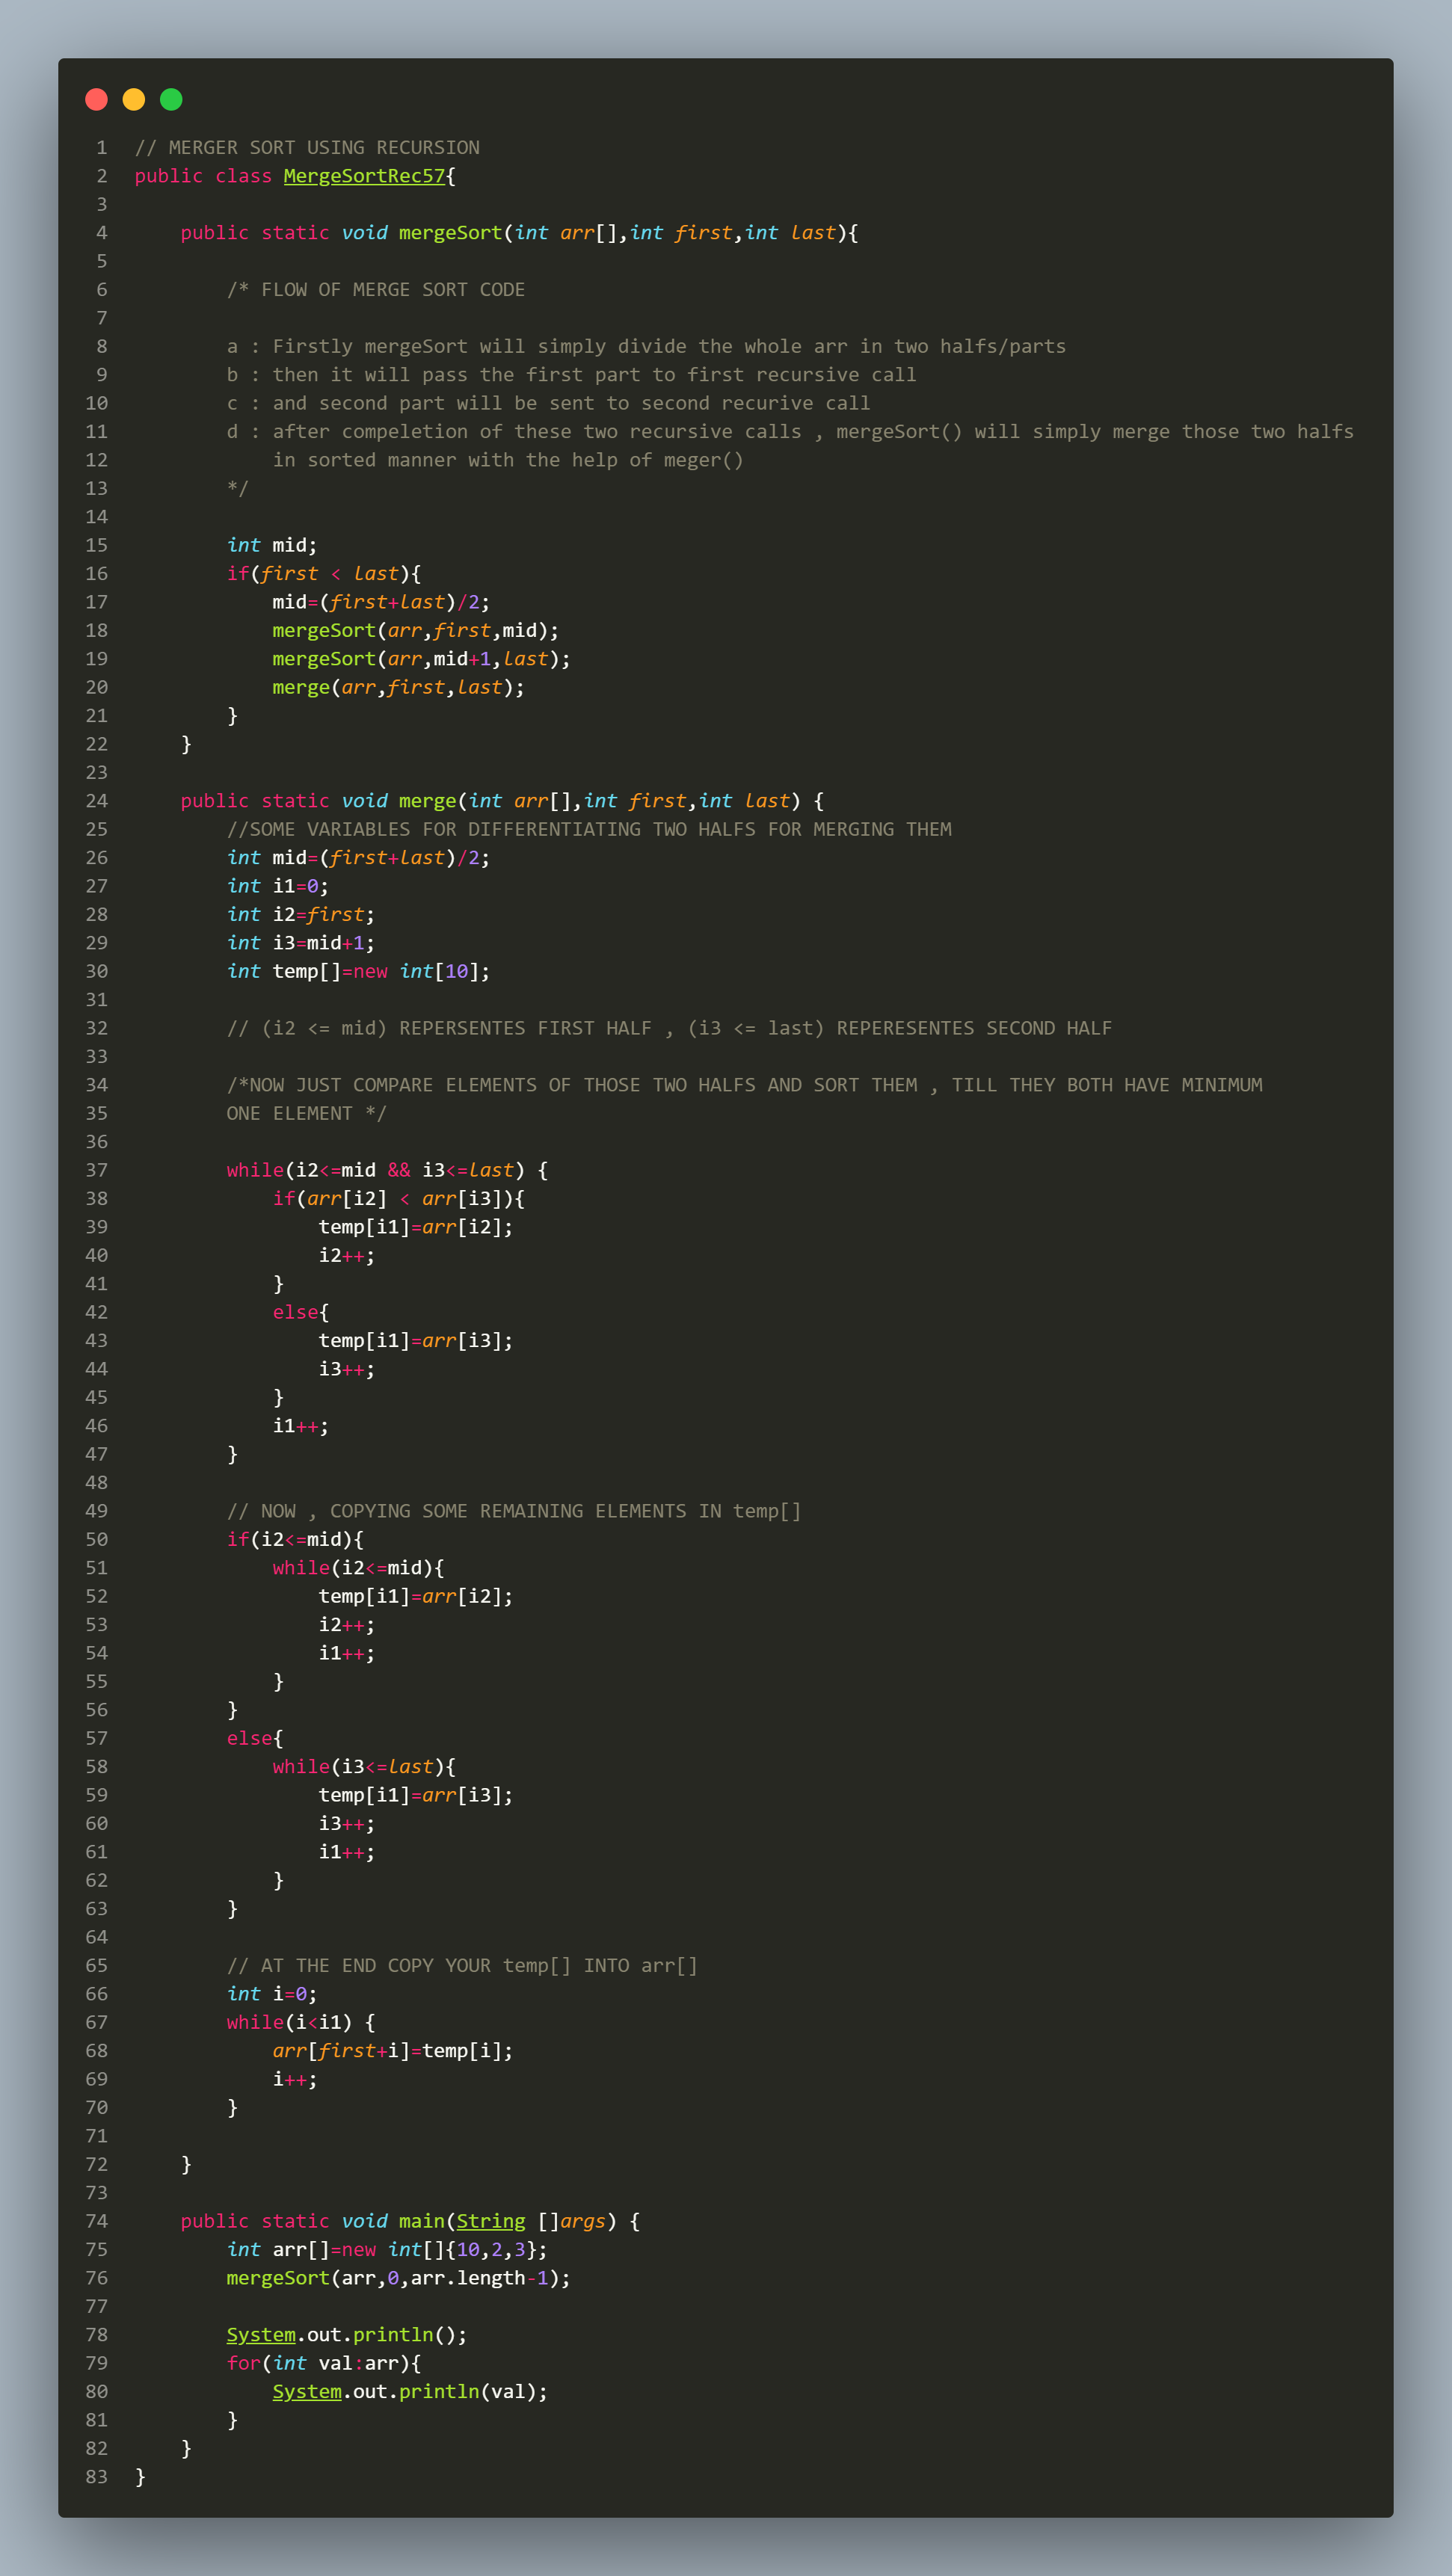 1 // MERGER SORT USING RECURSION
2 public class MergeSortRec57{
3
4     public static void mergeSort(int arr[],int first,int last){
5
6         /* FLOW OF MERGE SORT CODE
7
8         a : Firstly mergeSort will simply divide the whole arr in two halfs/parts
9         b : then it will pass the first part to first recursive call
10         c : and second part will be sent to second recurive call
11         d : after compeletion of these two recursive calls , mergeSort() will simply merge those two halfs
12             in sorted manner with the help of meger()
13         */
14
15         int mid;
16         if(first < last){
17             mid=(first+last)/2;
18             mergeSort(arr,first,mid);
19             mergeSort(arr,mid+1,last);
20             merge(arr,first,last);
21         }
22     }
23
24     public static void merge(int arr[],int first,int last) {
25         //SOME VARIABLES FOR DIFFERENTIATING TWO HALFS FOR MERGING THEM
26         int mid=(first+last)/2;
27         int i1=0;
28         int i2=first;
29         int i3=mid+1;
30         int temp[]=new int[10];
31
32         // (i2 <= mid) REPERSENTES FIRST HALF , (i3 <= last) REPERESENTES SECOND HALF
33
34         /*NOW JUST COMPARE ELEMENTS OF THOSE TWO HALFS AND SORT THEM , TILL THEY BOTH HAVE MINIMUM
35         ONE ELEMENT */
36
37         while(i2<=mid && i3<=last) {
38             if(arr[i2] < arr[i3]){
39                 temp[i1]=arr[i2];
40                 i2++;
41             }
42             else{
43                 temp[i1]=arr[i3];
44                 i3++;
45             }
46             i1++;
47         }
48
49         // NOW , COPYING SOME REMAINING ELEMENTS IN temp[]
50         if(i2<=mid){
51             while(i2<=mid){
52                 temp[i1]=arr[i2];
53                 i2++;
54                 i1++;
55             }
56         }
57         else{
58             while(i3<=last){
59                 temp[i1]=arr[i3];
60                 i3++;
61                 i1++;
62             }
63         }
64
65         // AT THE END COPY YOUR temp[] INTO arr[]
66         int i=0;
67         while(i<i1) {
68             arr[first+i]=temp[i];
69             i++;
70         }
71
72     }
73
74     public static void main(String []args) {
75         int arr[]=new int[]{10,2,3};
76         mergeSort(arr,0,arr.length-1);
77
78         System.out.println();
79         for(int val:arr){
80             System.out.println(val);
81         }
82     }
83 }